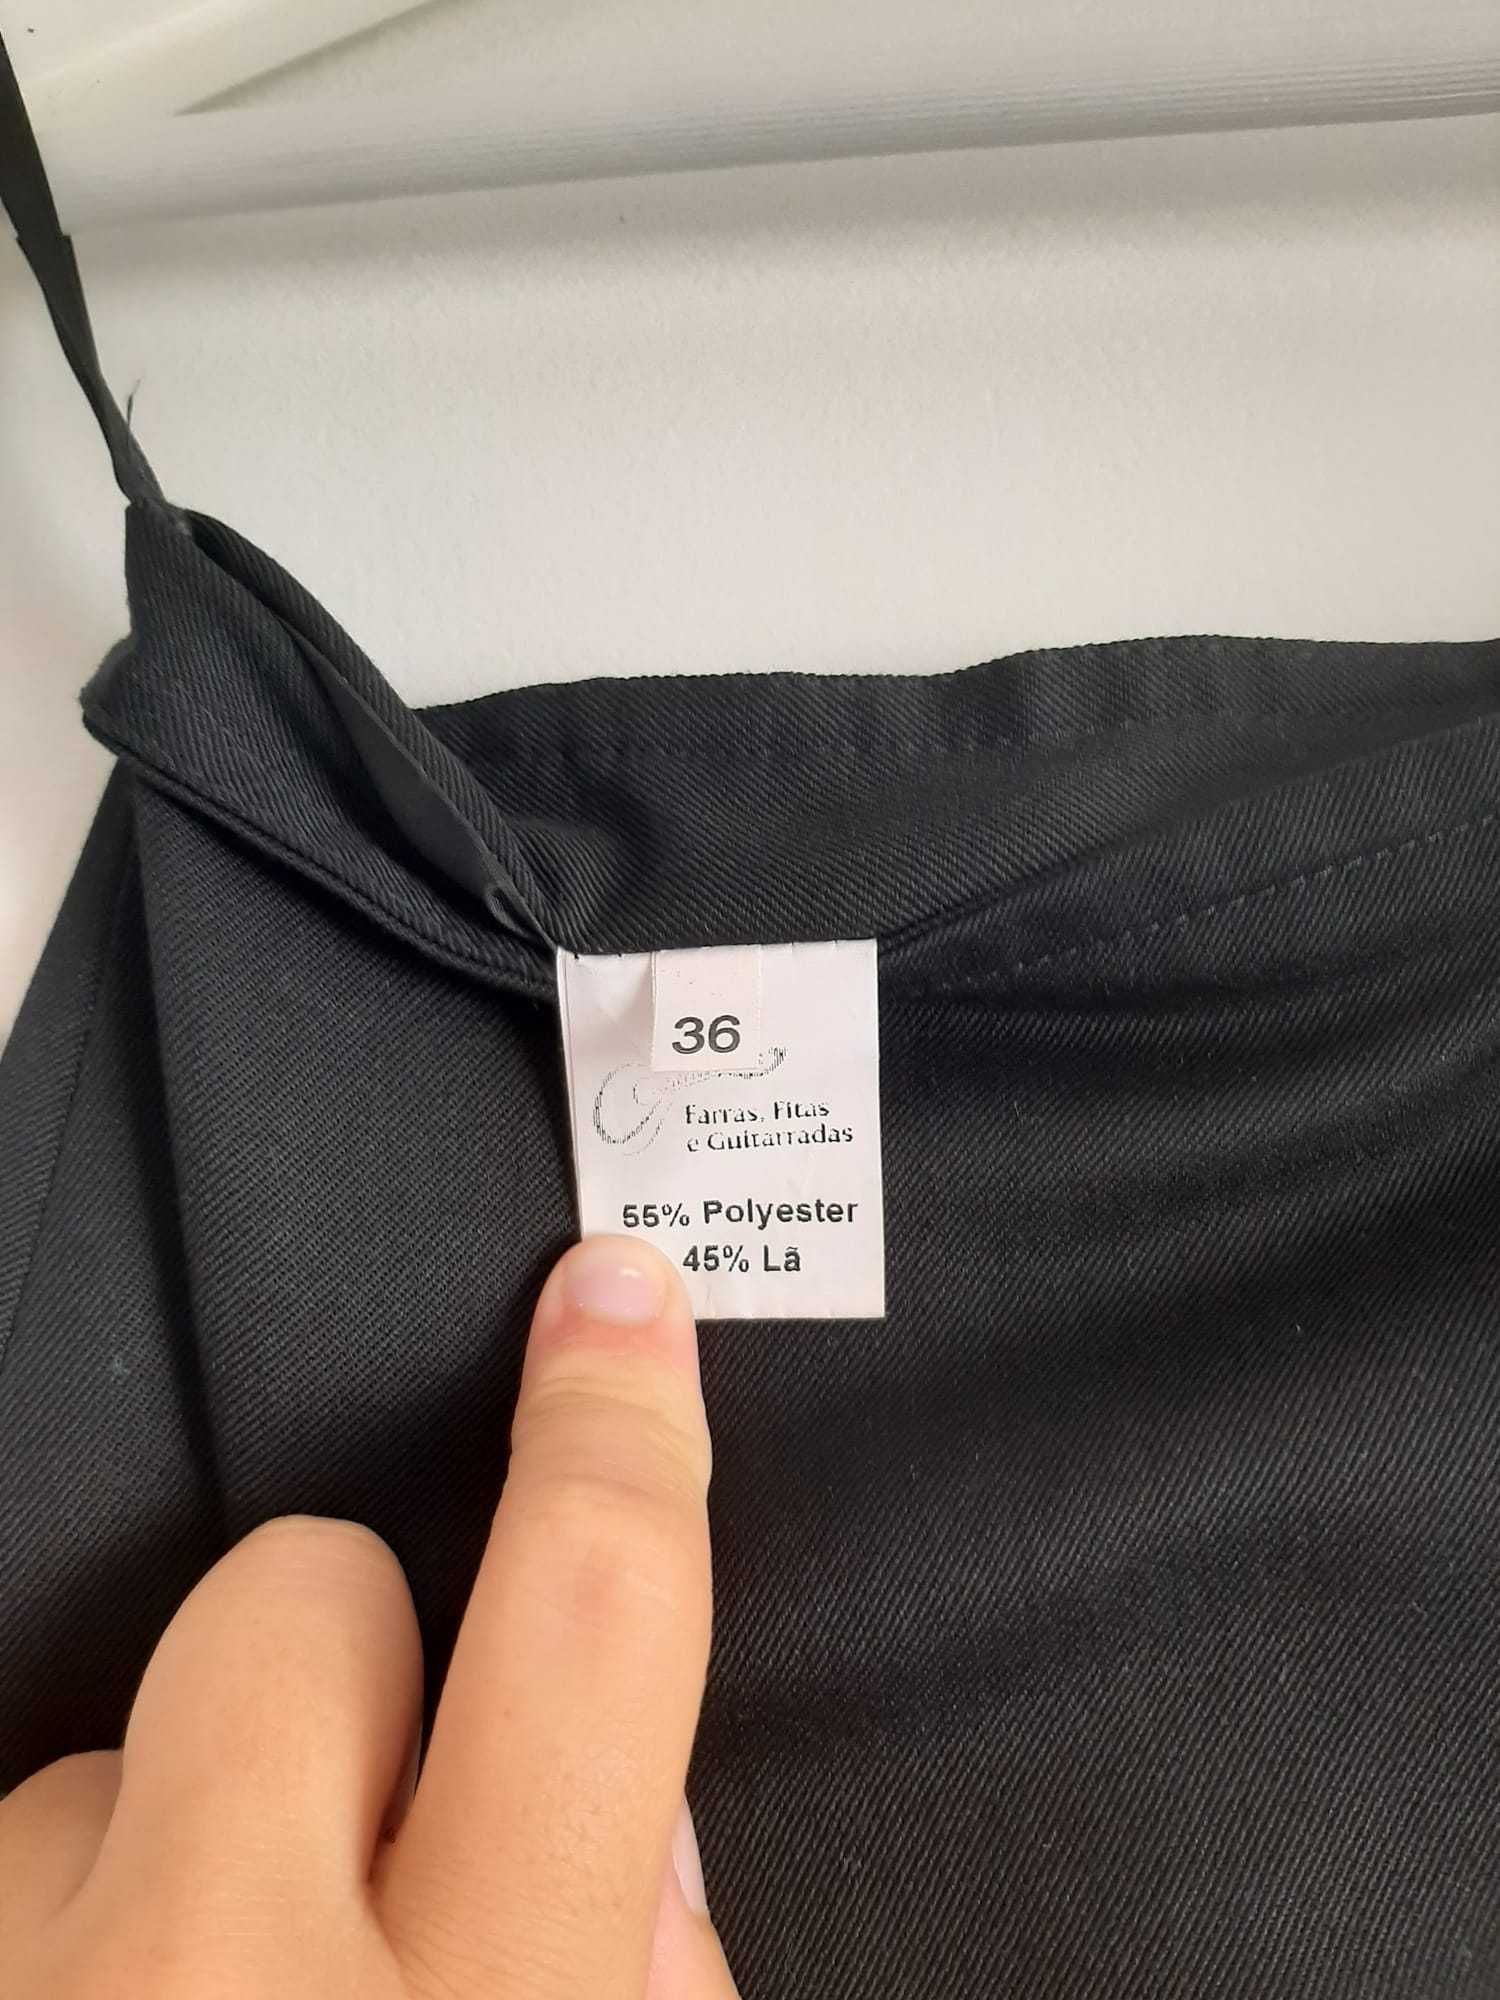 36
Farras, Fitas
e Guitarradas
55% Polyester
45% Lã